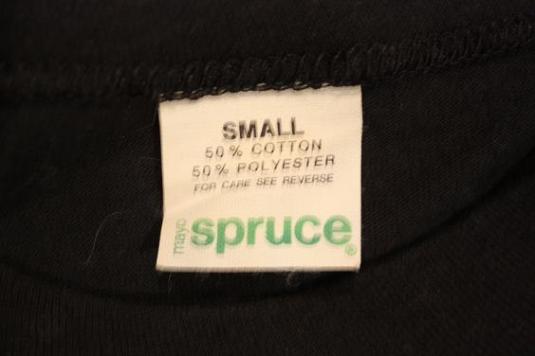 SMALL
50% COTTON
50% POLYESTER
FOR CARE SEE REVERSE
mayo spruce®